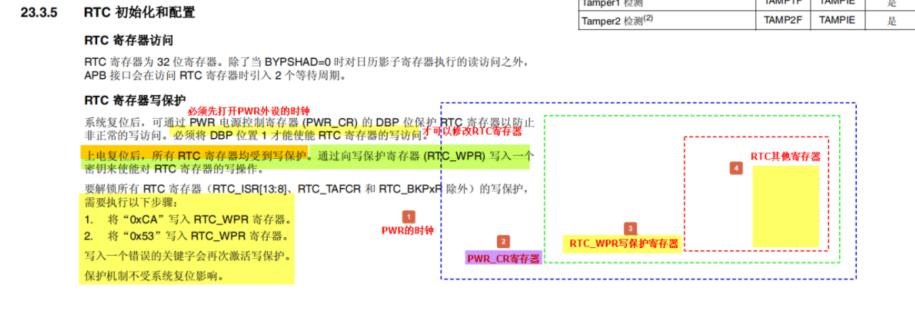 23.3.5 RTC 初始化和配置
RTC 寄存器访问
RTC 寄存器为 32 位寄存器。除了当 BYPSHAD=0 时对日历影子寄存器执行的读访问之外，
APB 接口会在访问 RTC 寄存器时引入 2 个等待周期。
RTC 寄存器写保护
必须先打开PWR外设的时钟
系统复位后，可通过 PWR 电源控制寄存器 (PWR_CR) 的 DBP 位保护 RTC 寄存器以防止
非正常的写访问。必须将 DBP 位置 1 才能使能 RTC 寄存器的写访问。
才可以修改RTC寄存器
上电复位后，所有 RTC 寄存器均受到写保护。通过向写保护寄存器 (RTC_WPR) 写入一个
密钥来使能对 RTC 寄存器的写操作。
要解锁所有 RTC 寄存器（RTC_ISR[13:8]、RTC_TAFCR 和 RTC_BKPxR 除外）的写保护，
需要执行以下步骤：
1. 将“0xCA”写入 RTC_WPR 寄存器。
2. 将“0x53”写入 RTC_WPR 寄存器。
写入一个错误的关键字会再次激活写保护。
保护机制不受系统复位影响。
Tamper1 检测 TAMP1F TAMPIE 是
Tamper2 检测(2) TAMP2F TAMPIE 是
1
PWR的时钟
2
PWR_CR寄存器
3
RTC_WPR写保护寄存器
4
RTC其他寄存器